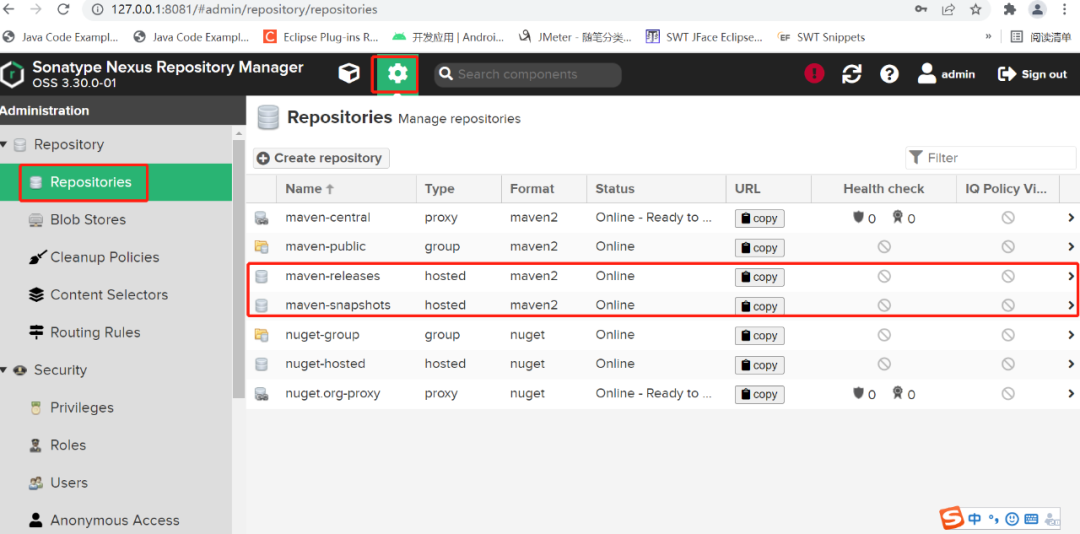 127.0.0.1:8081/#admin/repository/repositories
Java Code Exampl... Java Code Exampl... Eclipse Plug-ins R... 开发应用 | Androi... JMeter - 随笔分类... SWT JFace Eclipse... EF SWT Snippets » 阅读清单
Sonatype Nexus Repository Manager
OSS 3.30.0-01
Search components
admin Sign out
Administration
Repository
Repositories
Blob Stores
Cleanup Policies
Content Selectors
Routing Rules
Security
Privileges
Roles
Users
Anonymous Access
Repositories Manage repositories
Create repository Filter
Name Type Format Status URL Health check IQ Policy Vi...
maven-central proxy maven2 Online - Ready to ... copy 0 0
maven-public group maven2 Online copy
maven-releases hosted maven2 Online copy
maven-snapshots hosted maven2 Online copy
nuget-group group nuget Online copy
nuget-hosted hosted nuget Online copy
nuget.org-proxy proxy nuget Online - Ready to ... copy 0 0
S 中